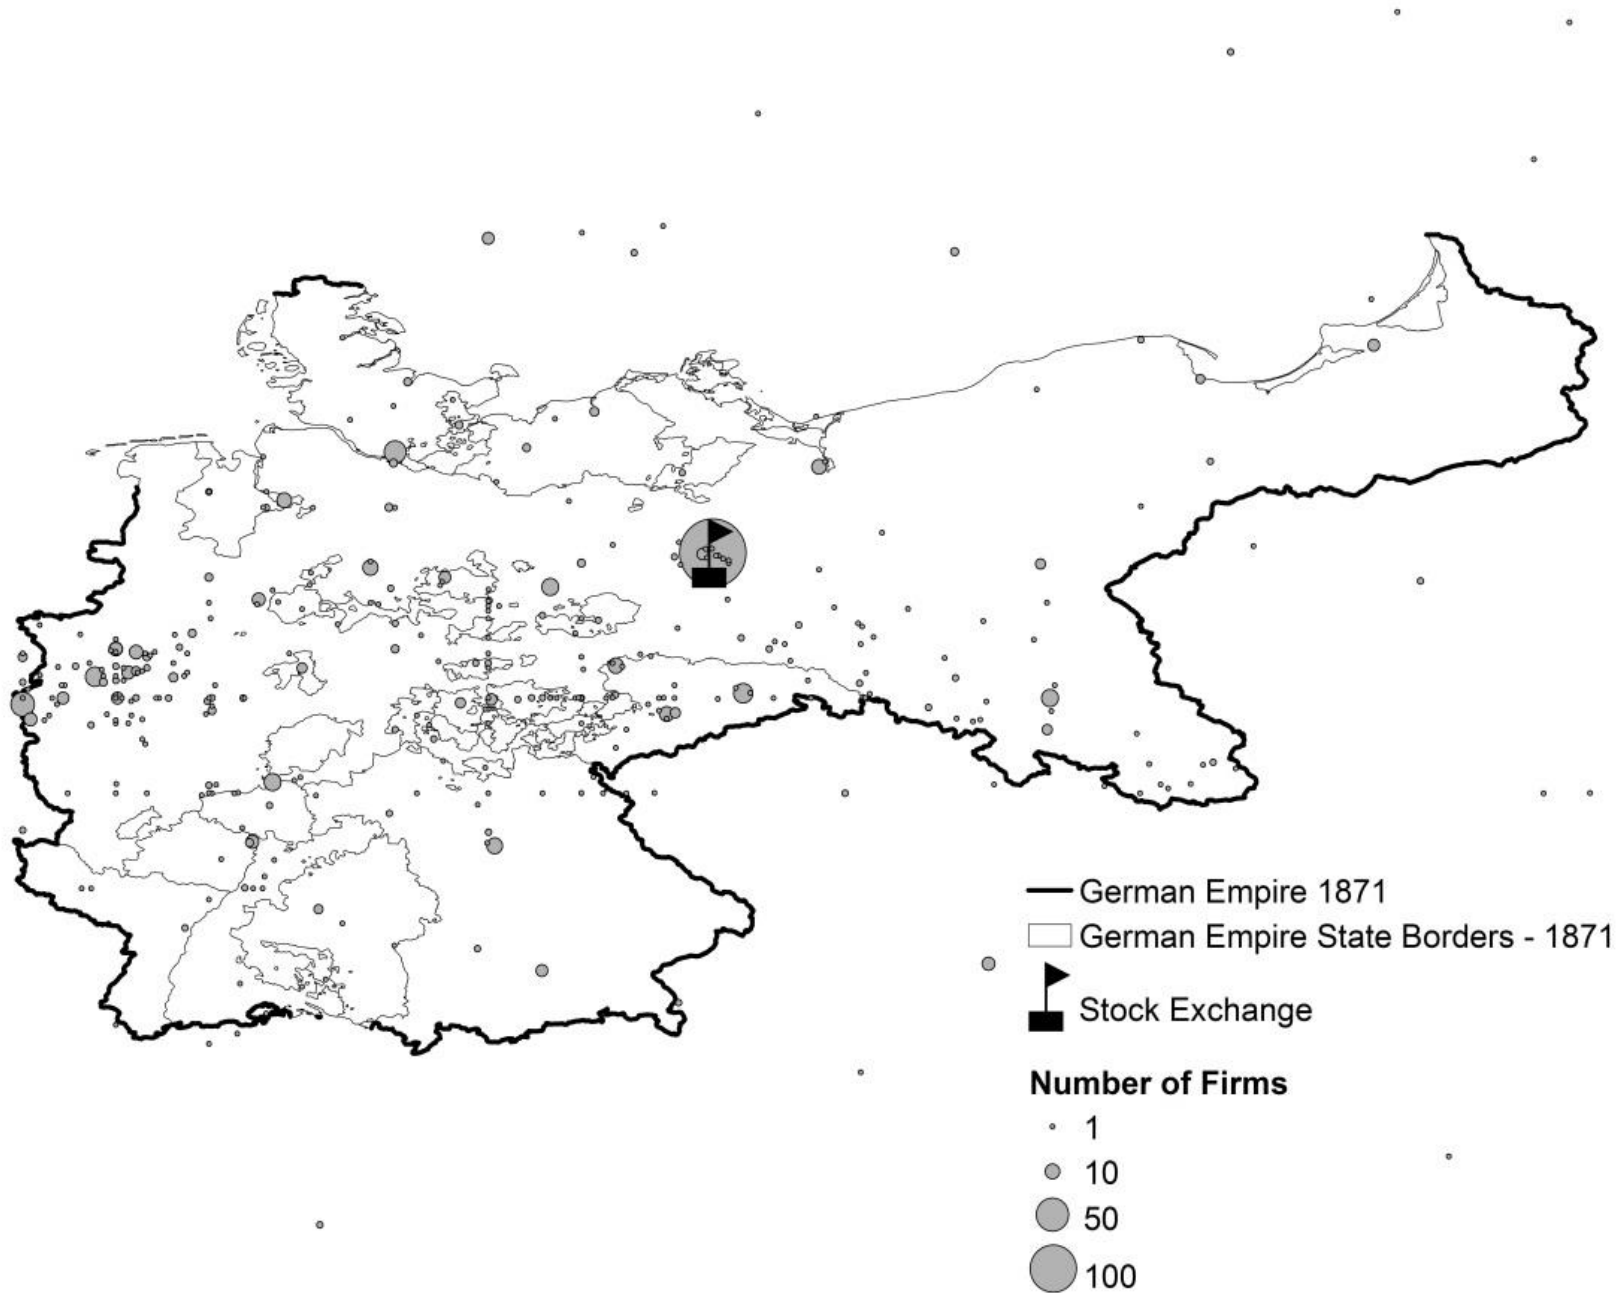 German Empire 1871
German Empire State Borders - 1871
Stock Exchange
Number of Firms
1
10
50
100